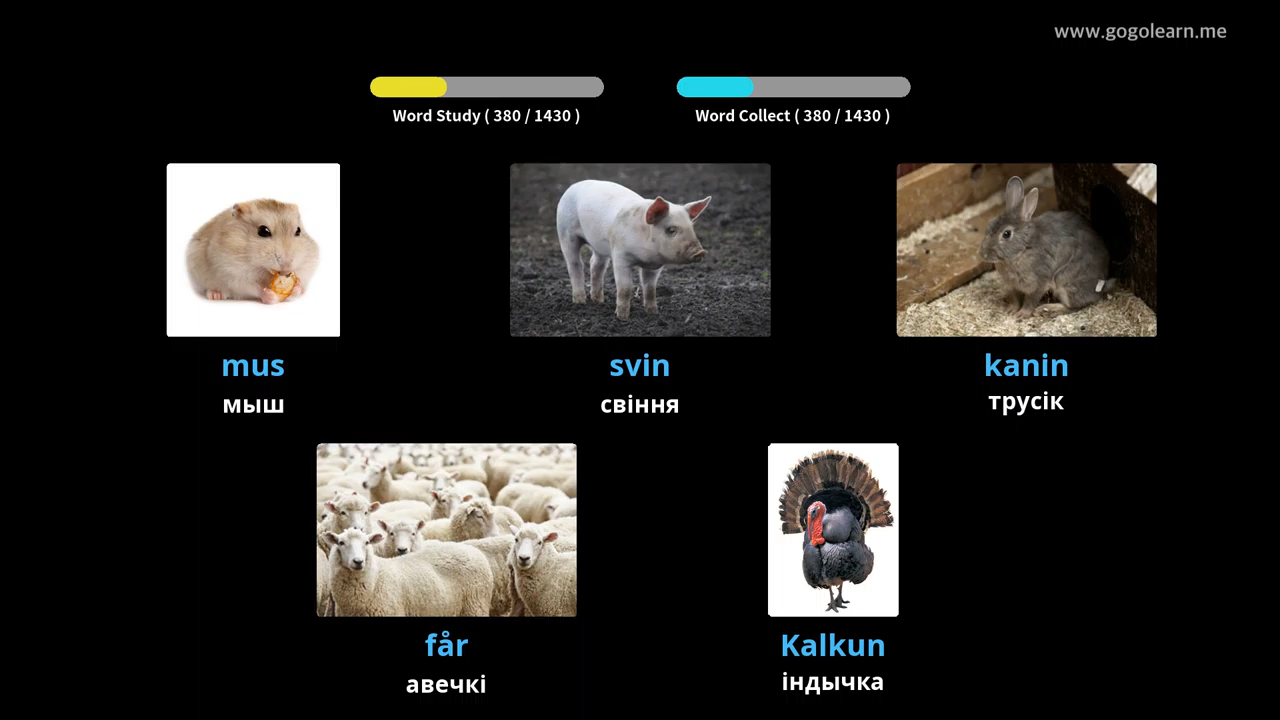 www.gogolearn.me
Word Study ( 380 / 1430 )
Word Collect ( 380 / 1430 )
mus
мыш
svin
свіння
kanin
трусік
får
авечкі
Kalkun
індычка